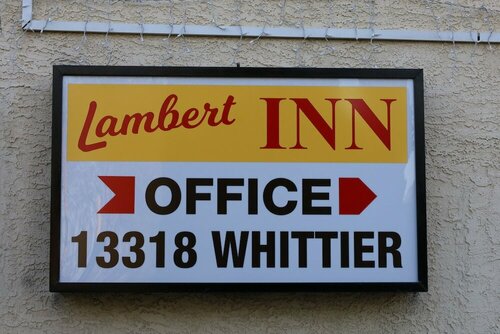 Lambert INN
OFFICE
13318 WHITTIER